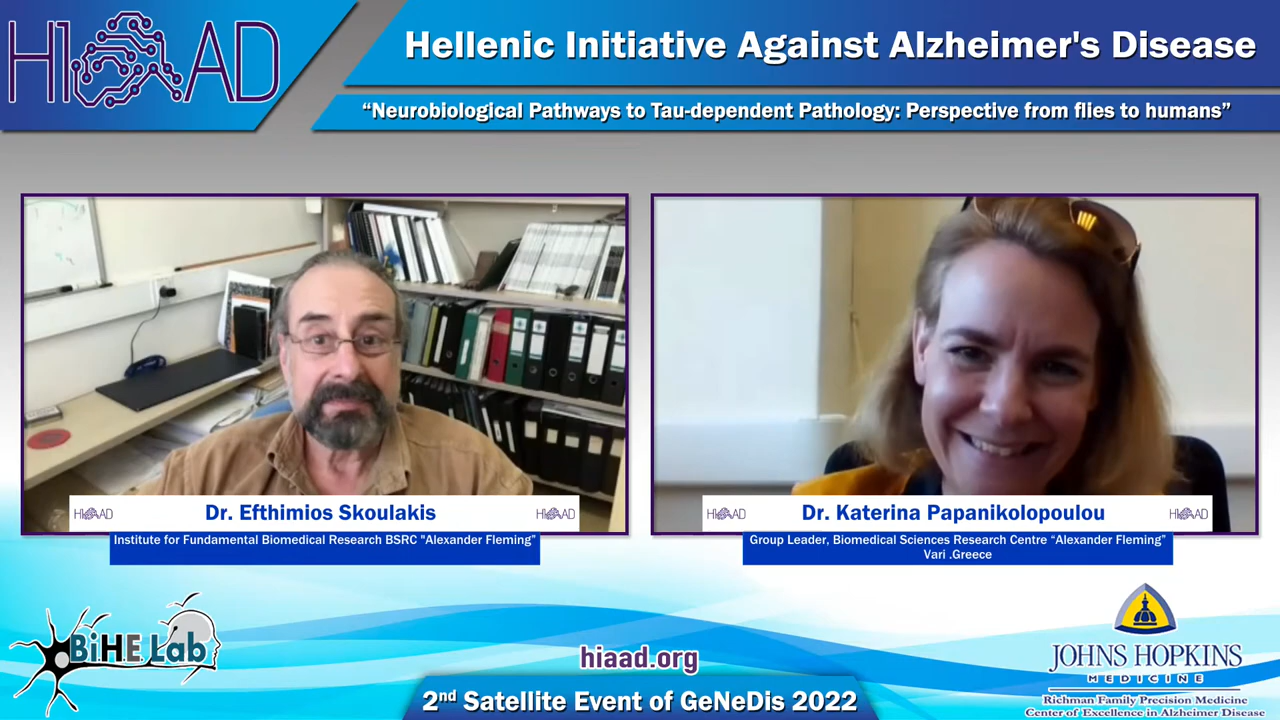 HIAAD
Hellenic Initiative Against Alzheimer's Disease
“Neurobiological Pathways to Tau-dependent Pathology: Perspective from flies to humans”
HIAAD
Dr. Efthimios Skoulakis
HIAAD
Institute for Fundamental Biomedical Research BSRC "Alexander Fleming”
HIAAD
Dr. Katerina Papanikolopoulou
HIAAD
Group Leader, Biomedical Sciences Research Centre “Alexander Fleming”
Vari .Greece
BiHE Lab
hiaad.org
2nd Satellite Event of GeNeDis 2022
JOHNS HOPKINS
MEDICINE
Richman Family Precision Medicine
Center of Excellence in Alzheimer Disease